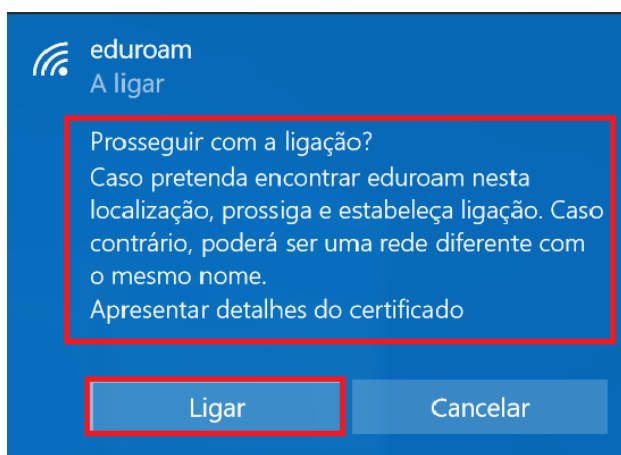 eduroam
A ligar
Prosseguir com a ligação?
Caso pretenda encontrar eduroam nesta
localização, prossiga e estabeleça ligação. Caso
contrário, poderá ser uma rede diferente com
o mesmo nome.
Apresentar detalhes do certificado
Ligar
Cancelar